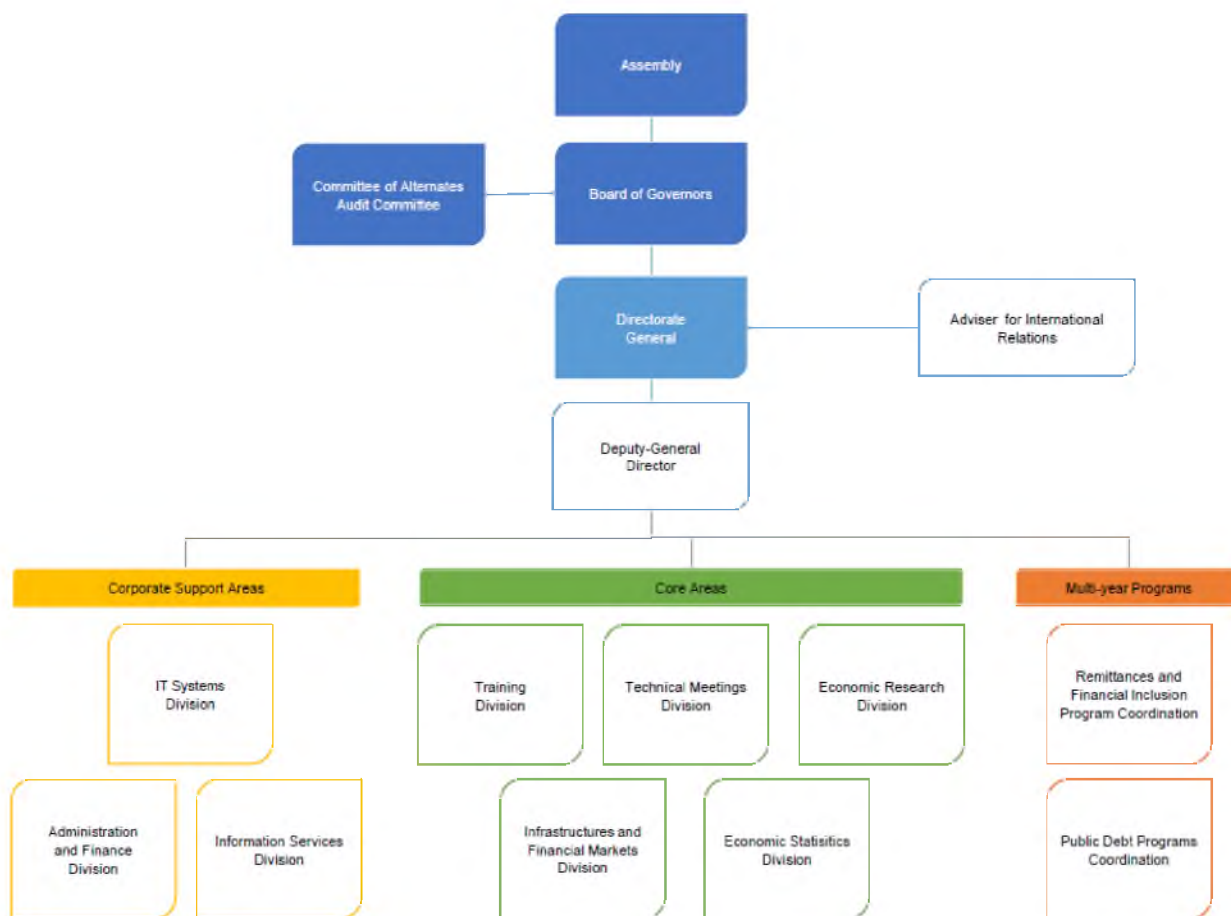 Assembly
Committee of Alternates
Audit Committee
Board of Governors
Directorate
General
Adviser for International
Relations
Deputy-General
Director
Corporate Support Areas
Core Areas
Multi-year Programs
IT Systems
Division
Training
Division
Technical Meetings
Division
Economic Research
Division
Remittances and
Financial Inclusion
Program Coordination
Administration
and Finance
Division
Information Services
Division
Infrastructures and
Financial Markets
Division
Economic Statisitics
Division
Public Debt Programs
Coordination